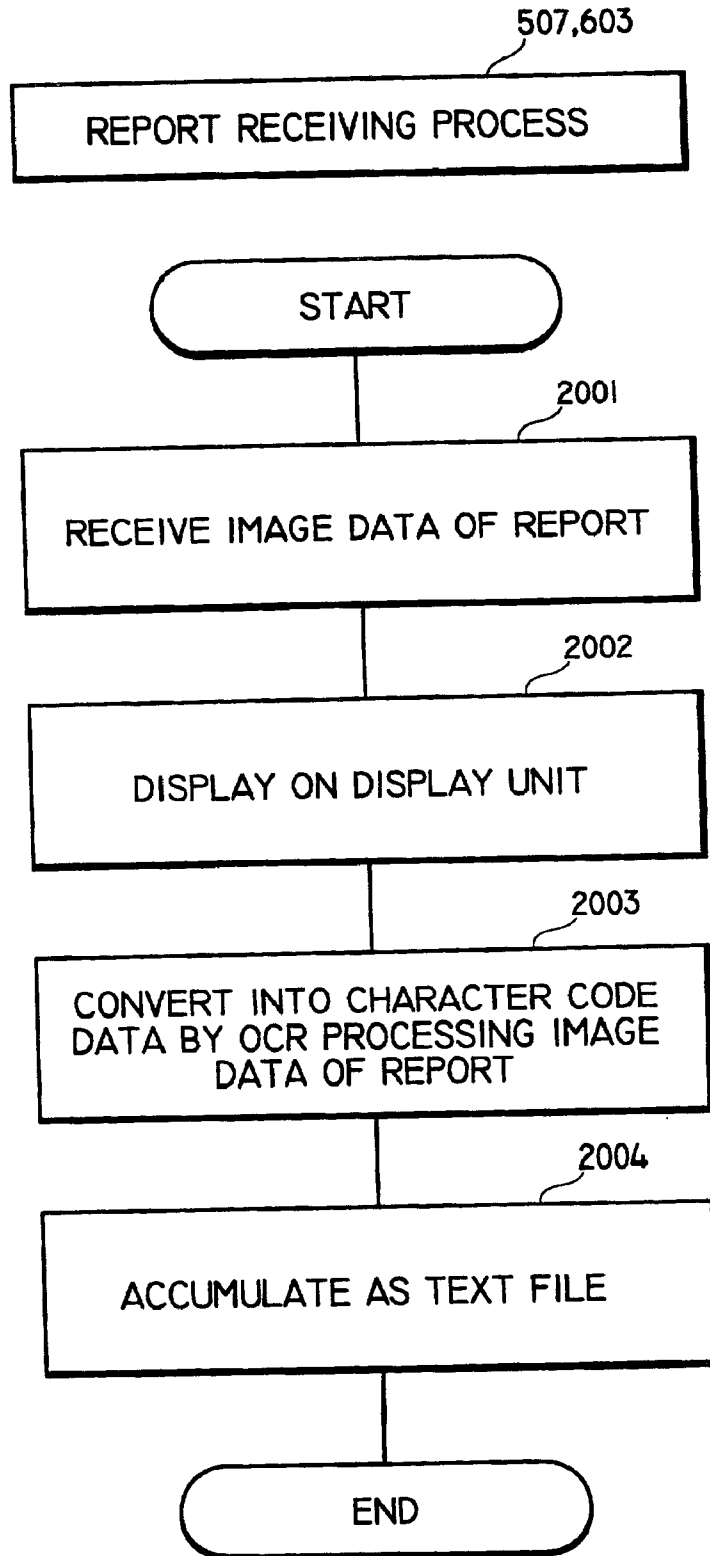 507,603
REPORT RECEIVING PROCESS
START
2001
RECEIVE IMAGE DATA OF REPORT
2002
DISPLAY ON DISPLAY UNIT
2003
CONVERT INTO CHARACTER CODE
DATA BY OCR PROCESSING IMAGE
DATA OF REPORT
2004
ACCUMULATE AS TEXT FILE
END